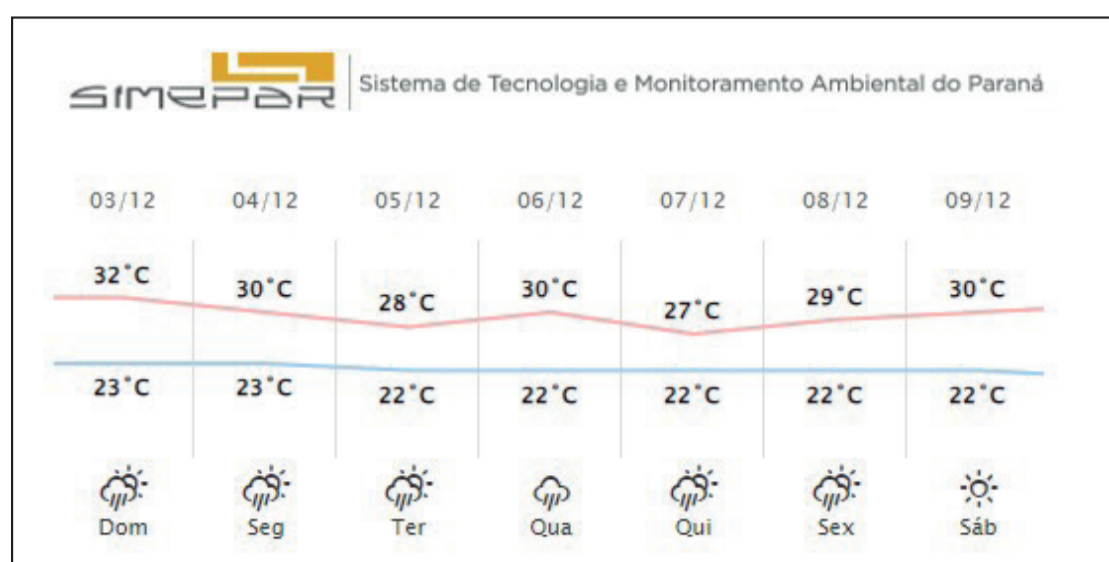 SIMEPAR Sistema de Tecnologia e Monitoramento Ambiental do Paraná
03/12 04/12 05/12 06/12 07/12 08/12 09/12
32°C 30°C 28°C 30°C 27°C 29°C 30°C
23°C 23°C 22°C 22°C 22°C 22°C 22°C
Dom Seg Ter Qua Qui Sex Sáb